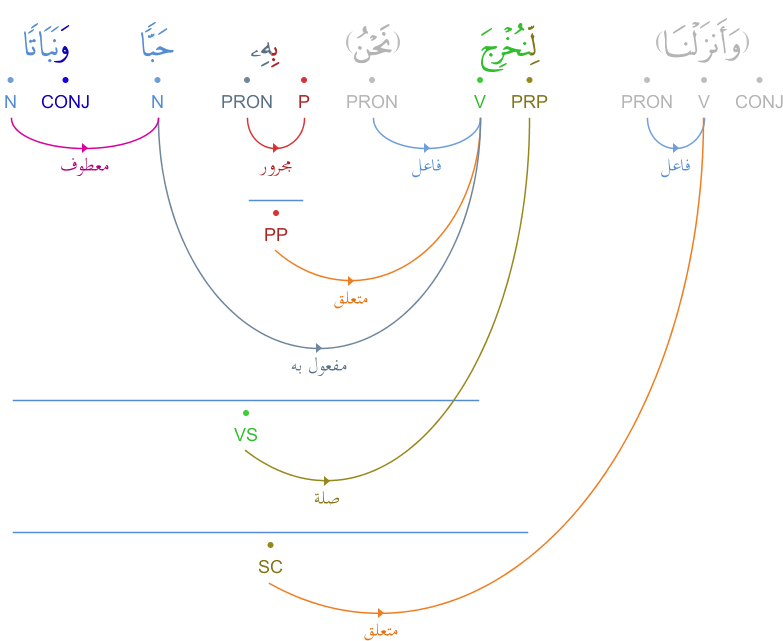 (وَأَنزَلْنَا) لِّنُخْرِجَ (نَحْنُ) بِهِۦ حَبًّا وَنَبَاتًا
N CONJ N PRON P PRON V PRP PRON V CONJ
معطوف مجرور فاعل فاعل
PP
متعلق
مفعول به
VS
صلة
SC
متعلق